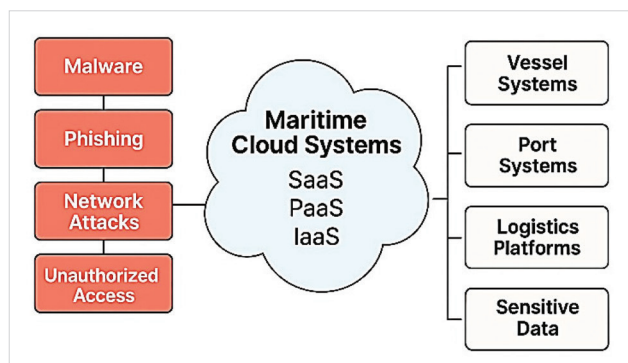 Malware
Phishing
Network
Attacks
Unauthorized
Access
Maritime
Cloud Systems
SaaS
PaaS
IaaS
Vessel
Systems
Port
Systems
Logistics
Platforms
Sensitive
Data